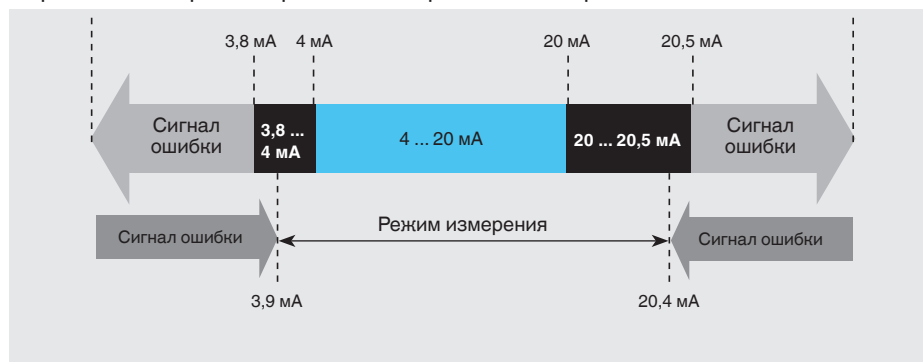 3,8 мА 4 мА 20 мА 20,5 мА
Сигнал
ошибки
3,8 ...
4 мА
4 ... 20 мА
20 ... 20,5 мА
Сигнал
ошибки
Сигнал ошибки
Режим измерения
Сигнал ошибки
3,9 мА
20,4 мА